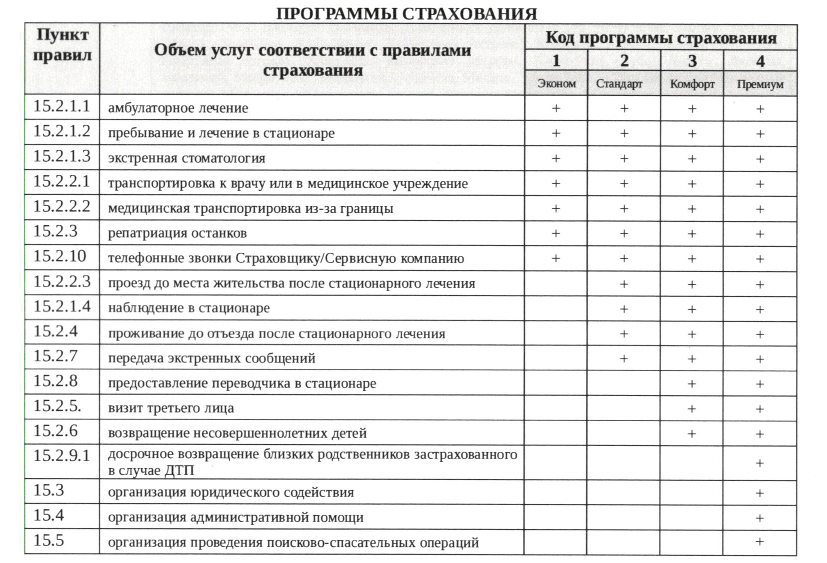 ПРОГРАММЫ СТРАХОВАНИЯ
Пункт правил
Объем услуг соответствии с правилами страхования
Код программы страхования
1 2 3 4
Эконом Стандарт Комфорт Премиум
15.2.1.1 амбулаторное лечение + + + +
15.2.1.2 пребывание и лечение в стационаре + + + +
15.2.1.3 экстренная стоматология + + + +
15.2.2.1 транспортировка к врачу или в медицинское учреждение + + + +
15.2.2.2 медицинская транспортировка из-за границы + + + +
15.2.3 репатриация останков + + + +
15.2.10 телефонные звонки Страховщику/Сервисную компанию + + + +
15.2.2.3 проезд до места жительства после стационарного лечения + + +
15.2.1.4 наблюдение в стационаре + + +
15.2.4 проживание до отъезда после стационарного лечения + + +
15.2.7 передача экстренных сообщений + + +
15.2.8 предоставление переводчика в стационаре + +
15.2.5. визит третьего лица + +
15.2.6 возвращение несовершеннолетних детей + +
15.2.9.1 досрочное возвращение близких родственников застрахованного
в случае ДТП +
15.3 организация юридического содействия +
15.4 организация административной помощи +
15.5 организация проведения поисково-спасательных операций +